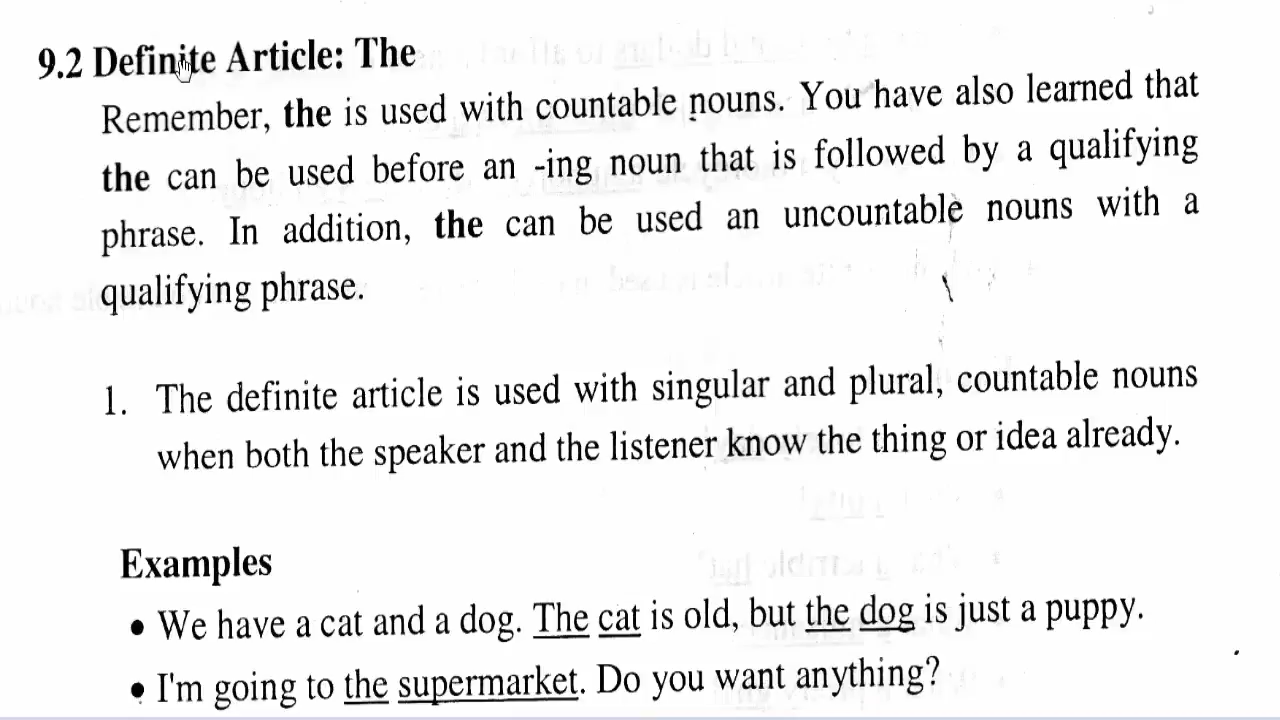 9.2 Definite Article: The
Remember, the is used with countable nouns. You have also learned that
the can be used before an -ing noun that is followed by a qualifying
phrase. In addition, the can be used an uncountable nouns with a
qualifying phrase.
1. The definite article is used with singular and plural, countable nouns
when both the speaker and the listener know the thing or idea already.
Examples
• We have a cat and a dog. The cat is old, but the dog is just a puppy.
• I'm going to the supermarket. Do you want anything?